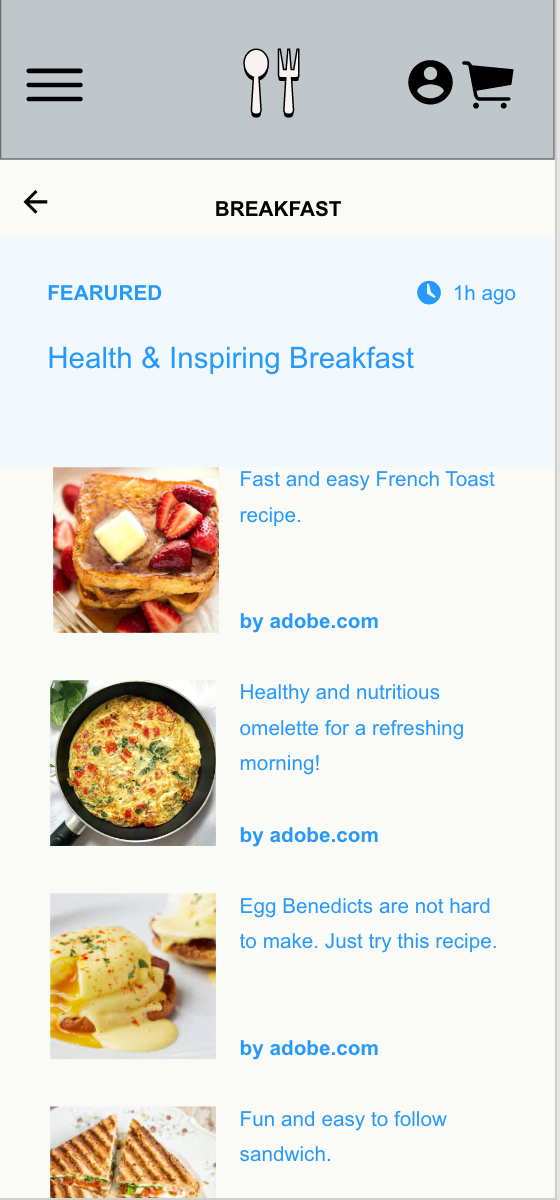 BREAKFAST
FEARURED
1h ago
Health & Inspiring Breakfast
Fast and easy French Toast
recipe.
by adobe.com
Healthy and nutritious
omelette for a refreshing
morning!
by adobe.com
Egg Benedicts are not hard
to make. Just try this recipe.
by adobe.com
Fun and easy to follow
sandwich.